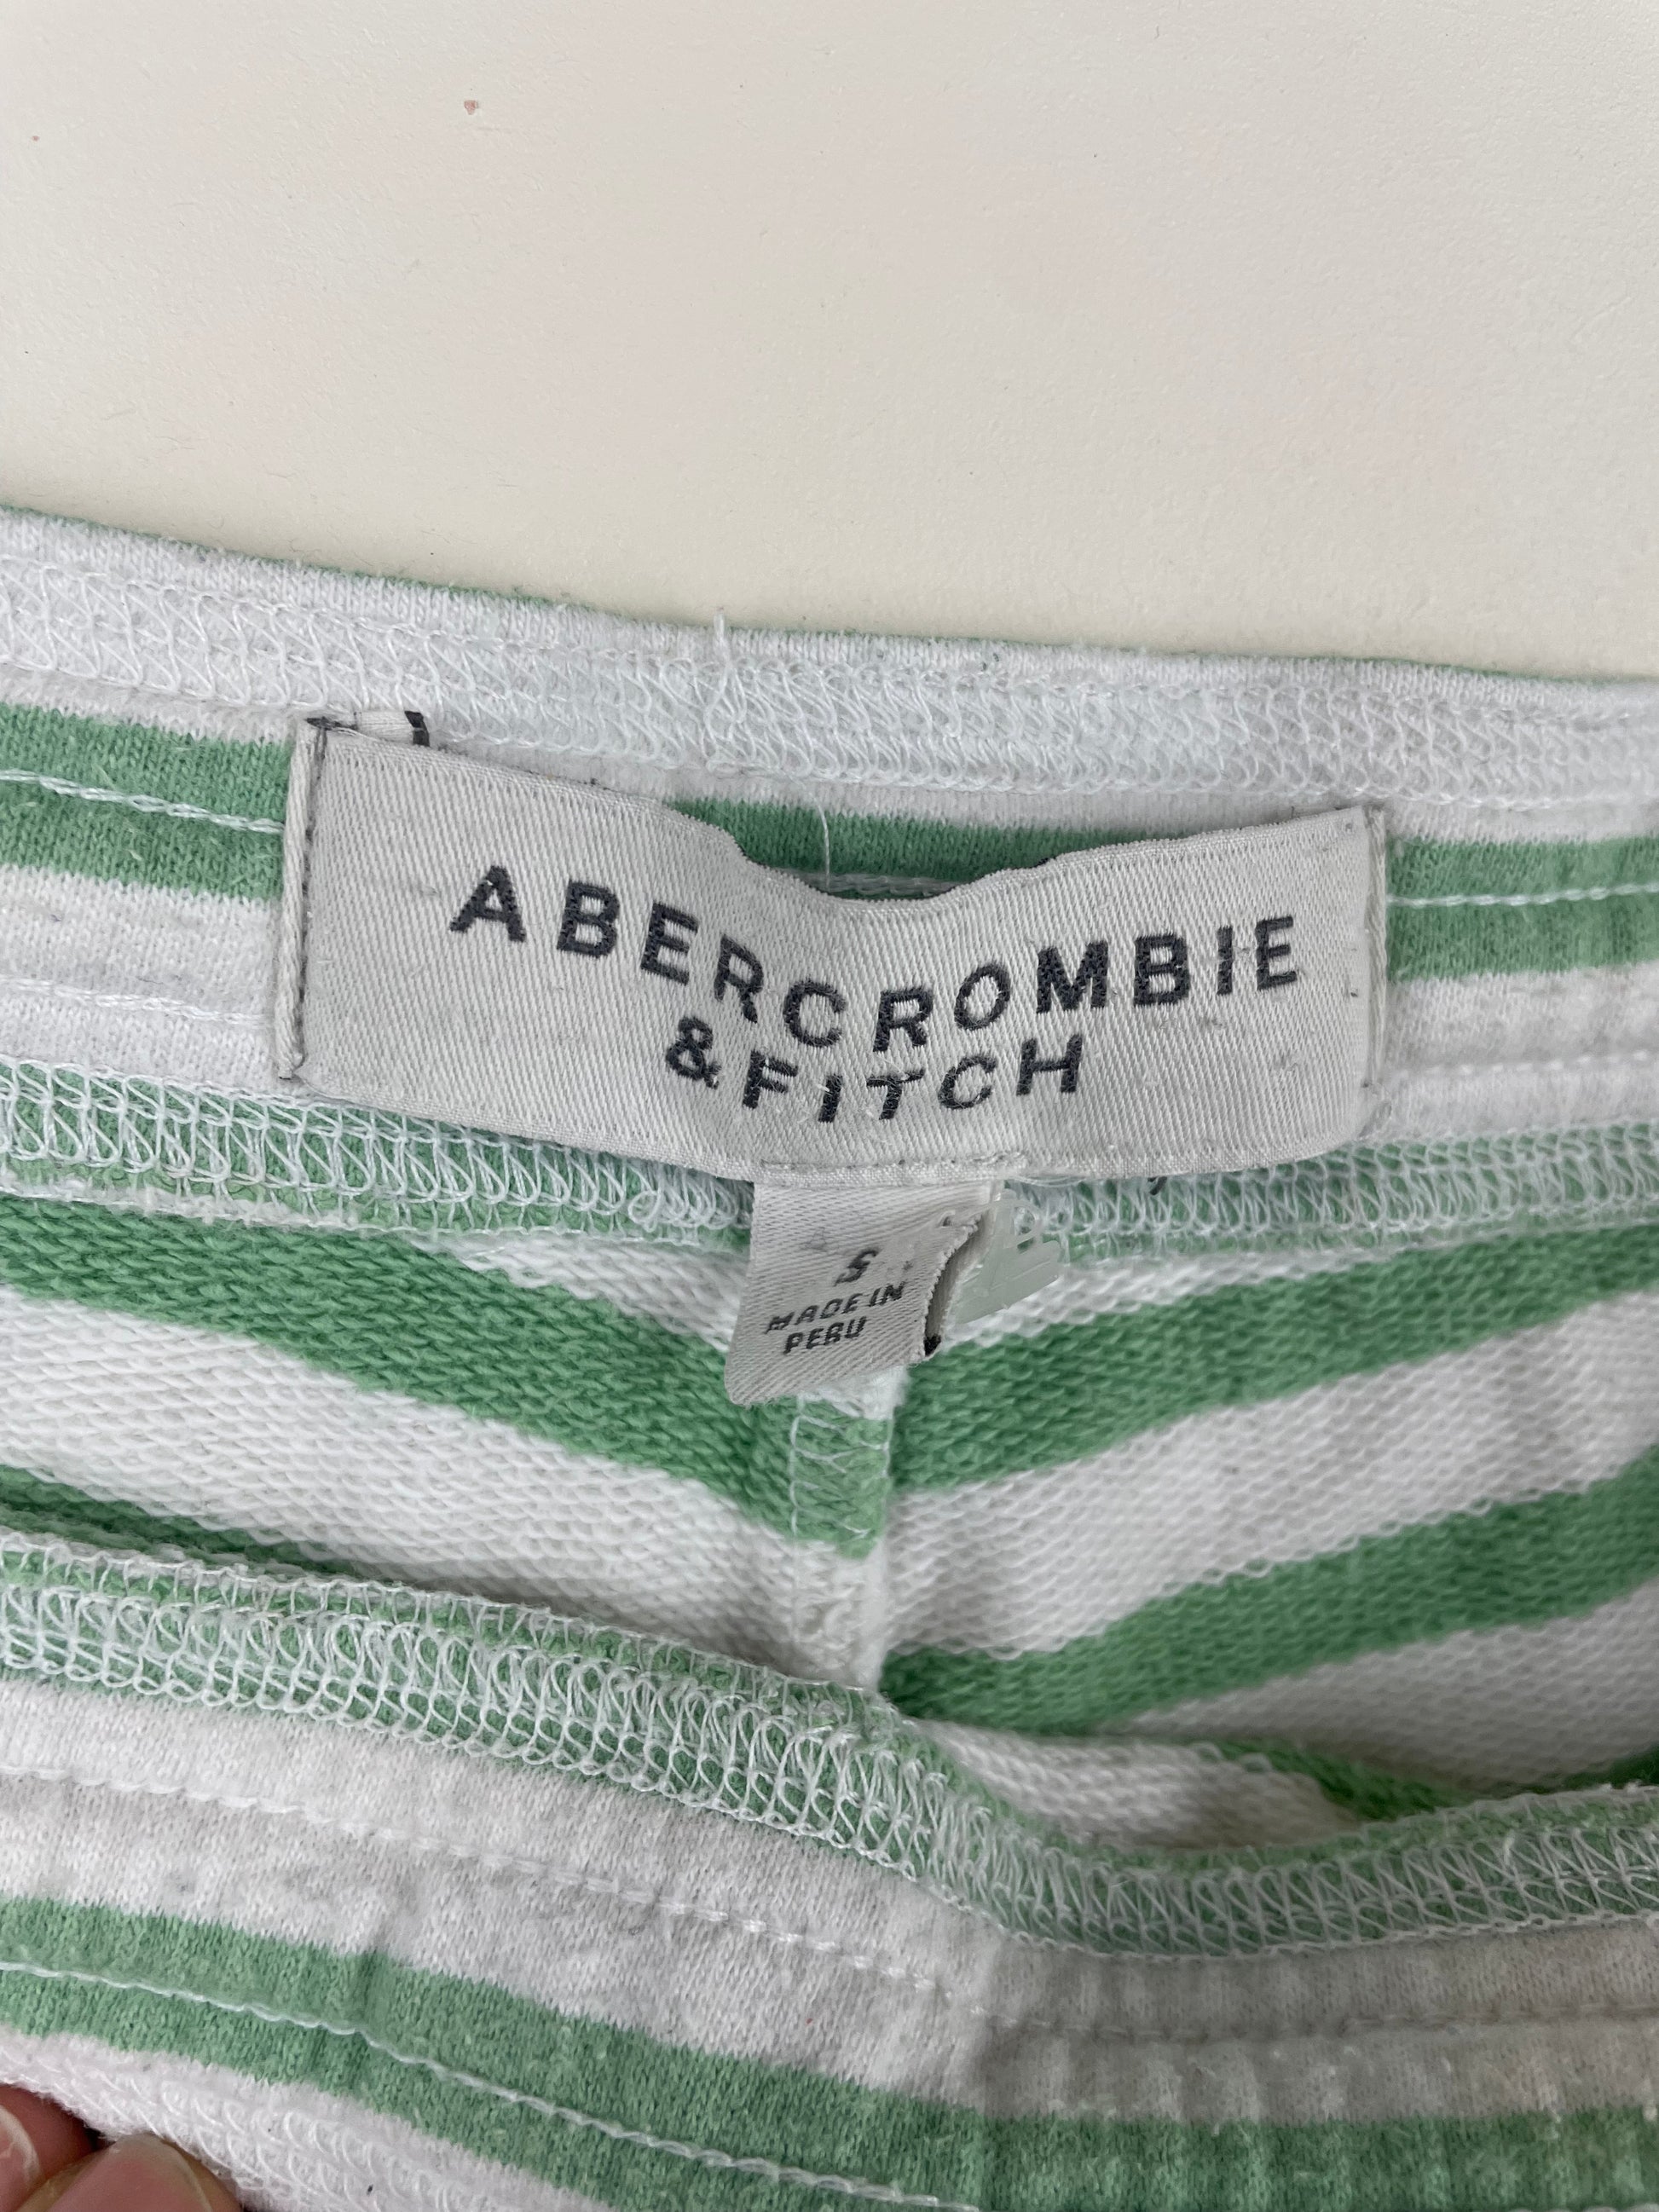 ABERCROMBIE
& FITCH
S
MADE IN
PERU